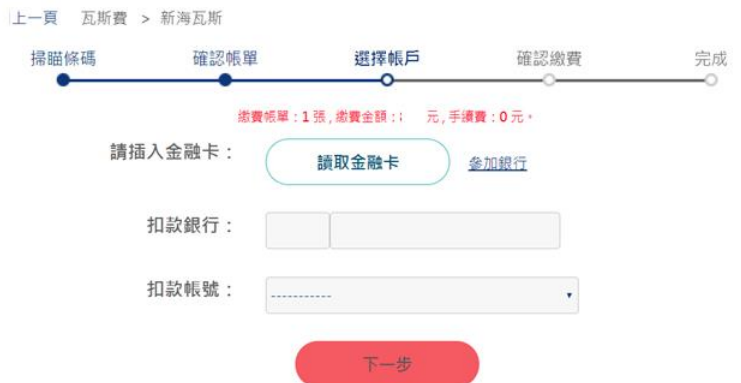 上一頁 瓦斯費 > 新海瓦斯
掃瞄條碼 確認帳單 選擇帳戶 確認繳費 完成
繳費帳單：1 張，繳費金額： 元，手續費：0 元。
請插入金融卡： 讀取金融卡 參加銀行
扣款銀行：
扣款帳號： -----------
下一步